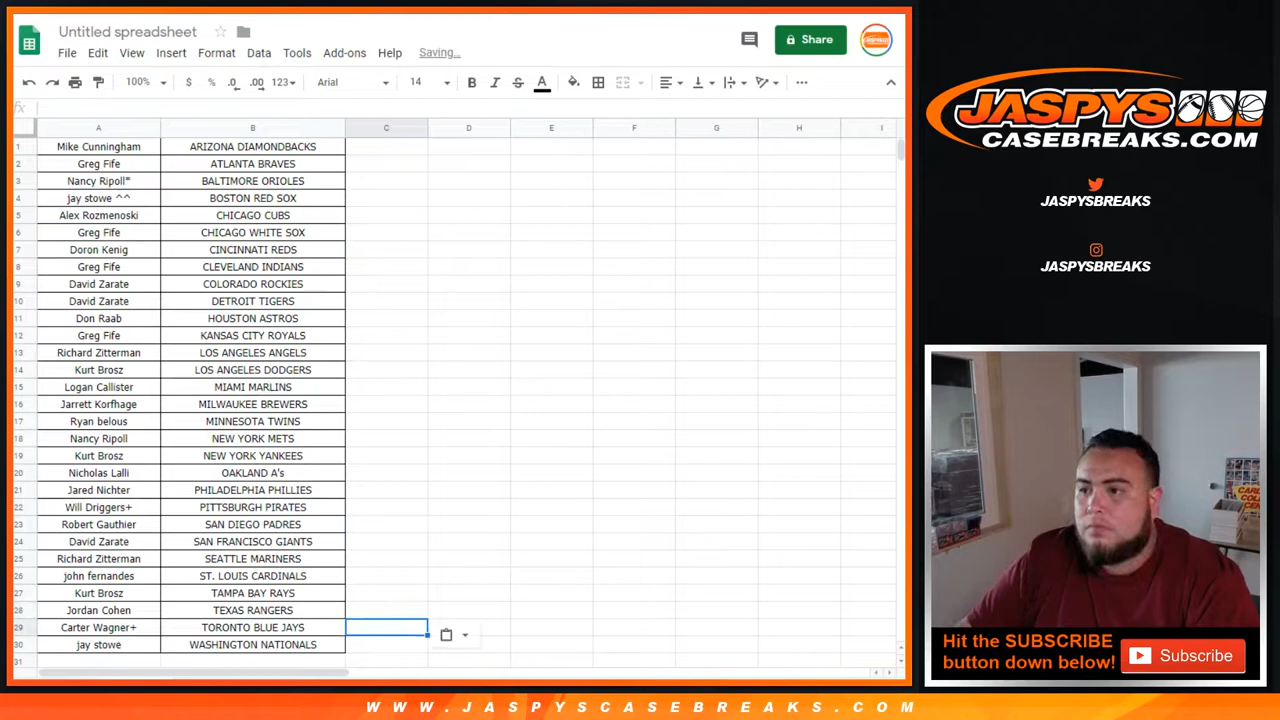 Untitled spreadsheet
File Edit View Insert Format Data Tools Add-ons Help Saving...
Share
100% $ % .0 .00 123 Arial 14 B I S A
fx
A B C D E F G H I
1 Mike Cunningham ARIZONA DIAMONDBACKS
2 Greg Fife ATLANTA BRAVES
3 Nancy Ripoll* BALTIMORE ORIOLES
4 jay stowe ^^ BOSTON RED SOX
5 Alex Rozmenoski CHICAGO CUBS
6 Greg Fife CHICAGO WHITE SOX
7 Doron Kenig CINCINNATI REDS
8 Greg Fife CLEVELAND INDIANS
9 David Zarate COLORADO ROCKIES
10 David Zarate DETROIT TIGERS
11 Don Raab HOUSTON ASTROS
12 Greg Fife KANSAS CITY ROYALS
13 Richard Zitterman LOS ANGELES ANGELS
14 Kurt Brosz LOS ANGELES DODGERS
15 Logan Callister MIAMI MARLINS
16 Jarrett Korfhage MILWAUKEE BREWERS
17 Ryan belous MINNESOTA TWINS
18 Nancy Ripoll NEW YORK METS
19 Kurt Brosz NEW YORK YANKEES
20 Nicholas Lalli OAKLAND A's
21 Jared Nichter PHILADELPHIA PHILLIES
22 Will Driggers+ PITTSBURGH PIRATES
23 Robert Gauthier SAN DIEGO PADRES
24 David Zarate SAN FRANCISCO GIANTS
25 Richard Zitterman SEATTLE MARINERS
26 john fernandes ST. LOUIS CARDINALS
27 Kurt Brosz TAMPA BAY RAYS
28 Jordan Cohen TEXAS RANGERS
29 Carter Wagner+ TORONTO BLUE JAYS
30 jay stowe WASHINGTON NATIONALS
31
JASPYS
CASEBREAKS.COM
JASPYSBREAKS
JASPYSBREAKS
Hit the SUBSCRIBE
button down below!
Subscribe
WWW.JASPYSCASEBREAKS.COM